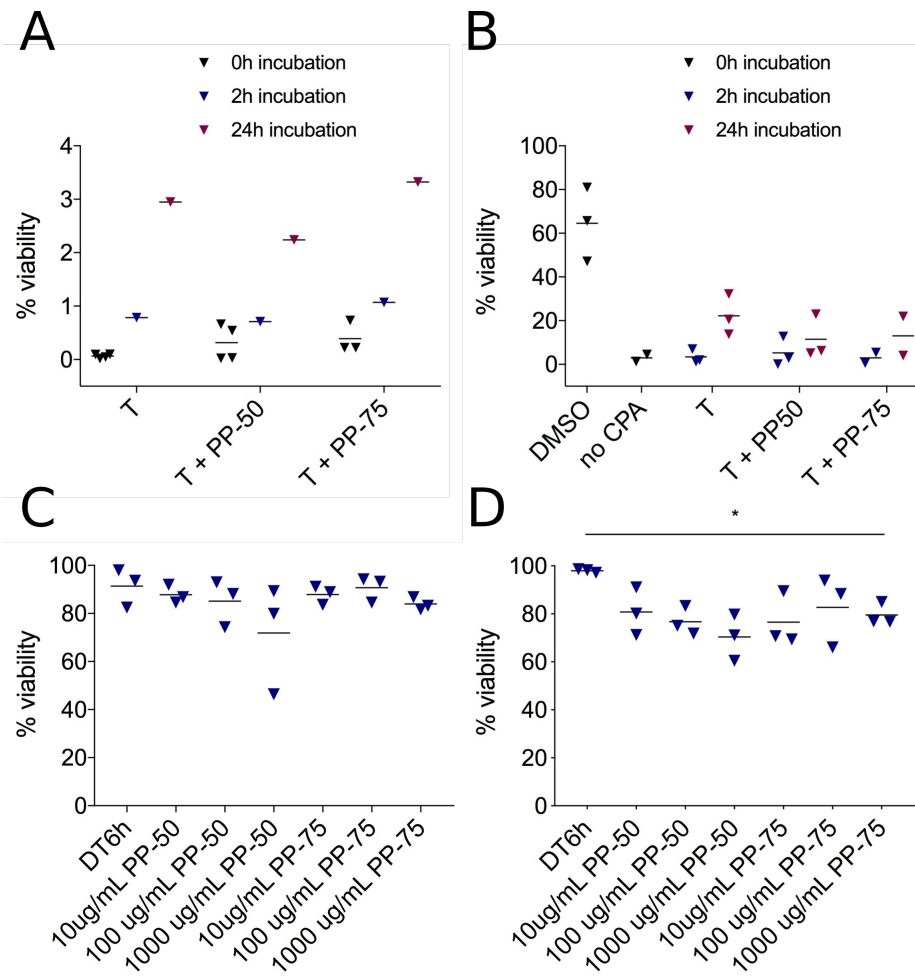 A
0h incubation
2h incubation
24h incubation
4
3
2
1
0
% viability
T
T + PP-50
T + PP-75
B
0h incubation
2h incubation
24h incubation
100
80
60
40
20
0
% viability
DMSO
no CPA
T
T + PP50
T + PP-75
C
100
80
60
40
20
0
% viability
DT6h
10ug/mL PP-50
100 ug/mL PP-50
1000 ug/mL PP-50
10ug/mL PP-75
100 ug/mL PP-75
1000 ug/mL PP-75
D
*
100
80
60
40
20
0
% viability
DT6h
10ug/mL PP-50
100 ug/mL PP-50
1000 ug/mL PP-50
10ug/mL PP-75
100 ug/mL PP-75
1000 ug/mL PP-75